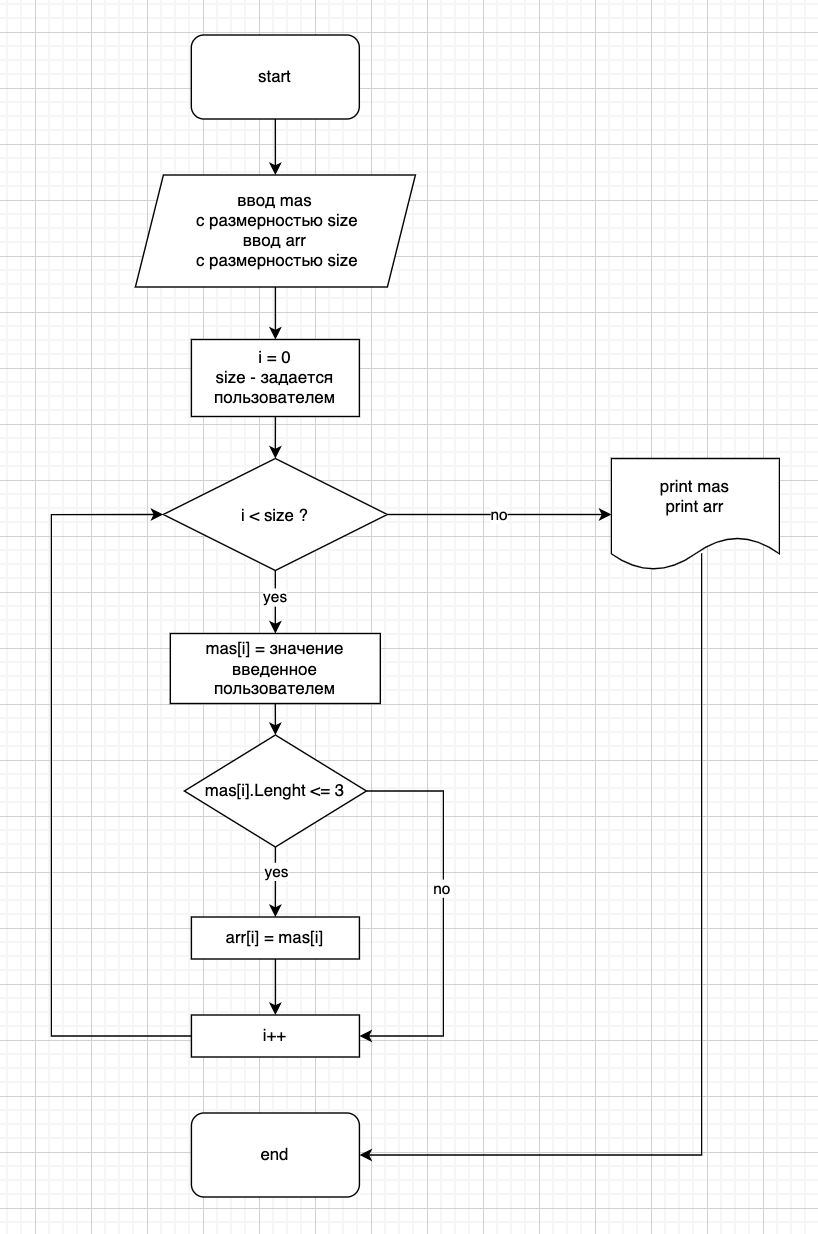 start
ввод mas
с размерностью size
ввод arr
с размерностью size
i = 0
size - задается
пользователем
i < size ?
no
print mas
print arr
yes
mas[i] = значение
введенное
пользователем
mas[i].Lenght <= 3
yes
no
arr[i] = mas[i]
i++
end